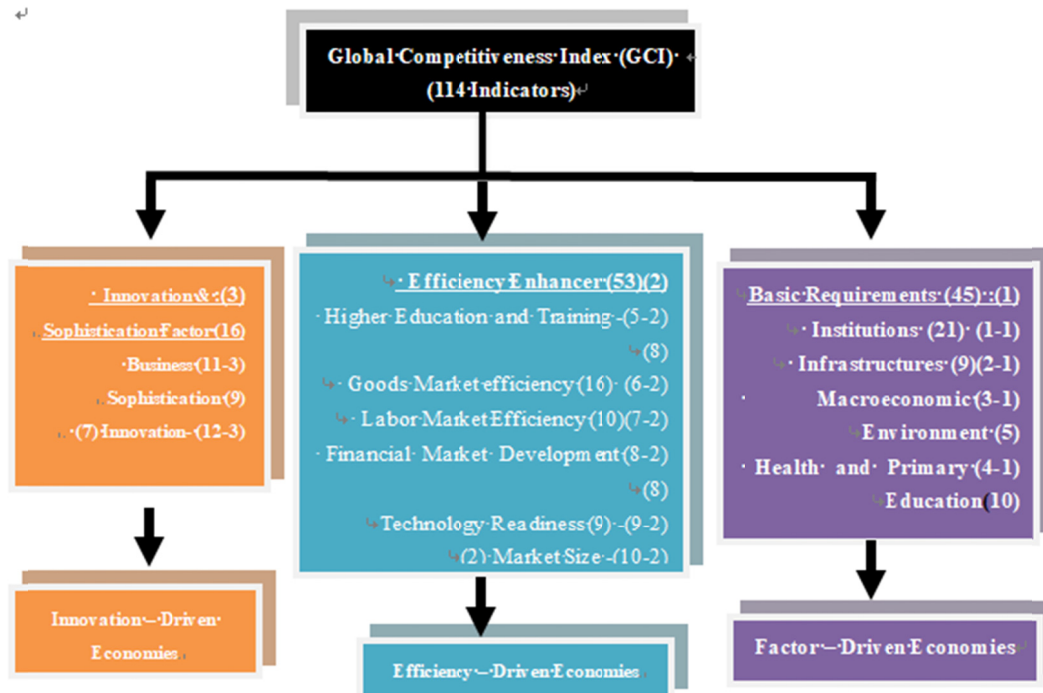 Global Competitiveness Index (GCI)
(114 Indicators)
Innovation& (3)
Sophistication Factor (16)
Business (11-3)
Sophistication (9)
(7) Innovation- (12-3)
Efficiency Enhancer (53)(2)
Higher Education and Training -(5-2)
(8)
Goods Market efficiency (16) (6-2)
Labor Market Efficiency (10)(7-2)
Financial Market Development (8-2)
(8)
Technology Readiness (9) -(9-2)
(2) Market Size -(10-2)
Basic Requirements (45) :(1)
Institutions (21) (1-1)
Infrastructures (9)(2-1)
Macroeconomic (3-1)
Environment (5)
Health and Primary (4-1)
Education (10)
Innovation – Driven
Economies
Efficiency – Driven Economies
Factor – Driven Economies